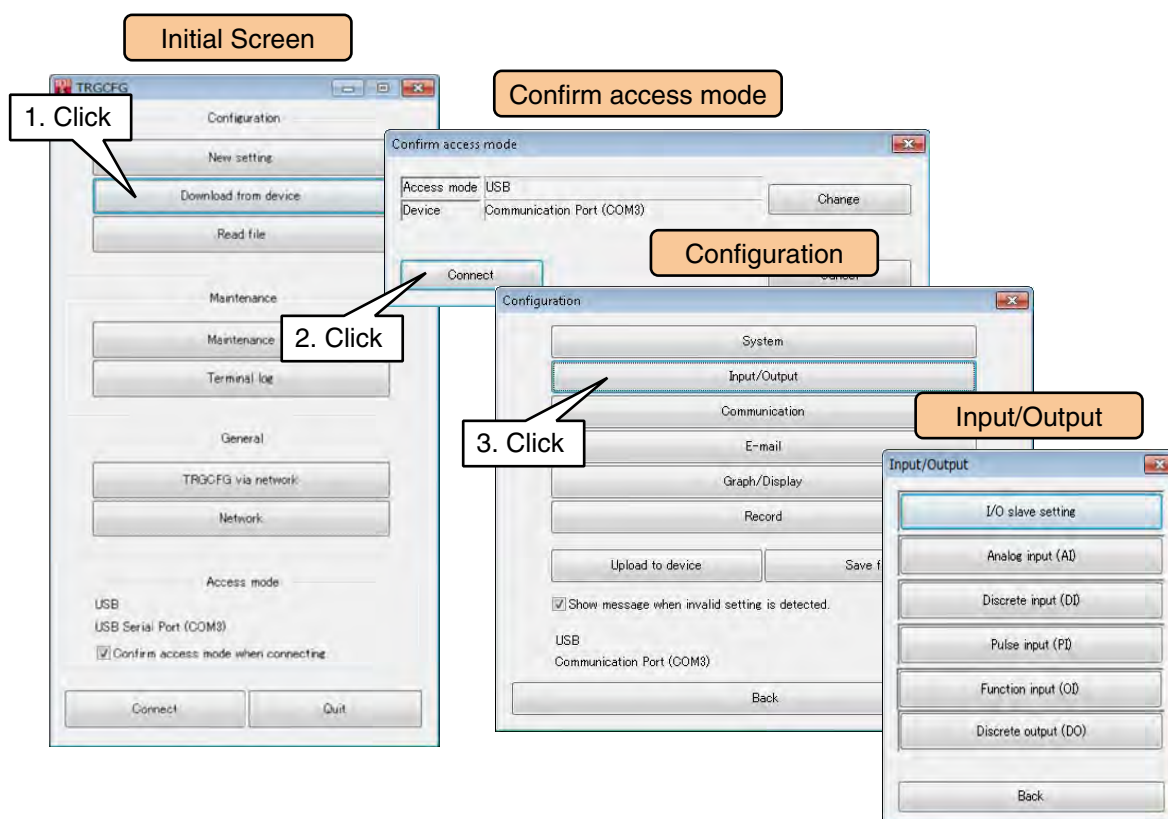 Initial Screen
TRGCFG
1. Click
Configuration
New setting
Download from device
Read file
Maintenance
Maintenance
Terminal log
General
TRGCFG via network
Network
Access mode
USB
USB Serial Port (COM3)
Confirm access mode when connecting
Connect
Quit
Confirm access mode
Confirm access mode
Access mode USB
Device Communication Port (COM3)
Change
Connect
Cancel
2. Click
Configuration
Configuration
System
Input/Output
Communication
E-mail
Graph/Display
Record
3. Click
Upload to device
Save f
Show message when invalid setting is detected.
USB
Communication Port (COM3)
Back
Input/Output
Input/Output
I/O slave setting
Analog input (AI)
Discrete input (DI)
Pulse input (PI)
Function input (OI)
Discrete output (DO)
Back